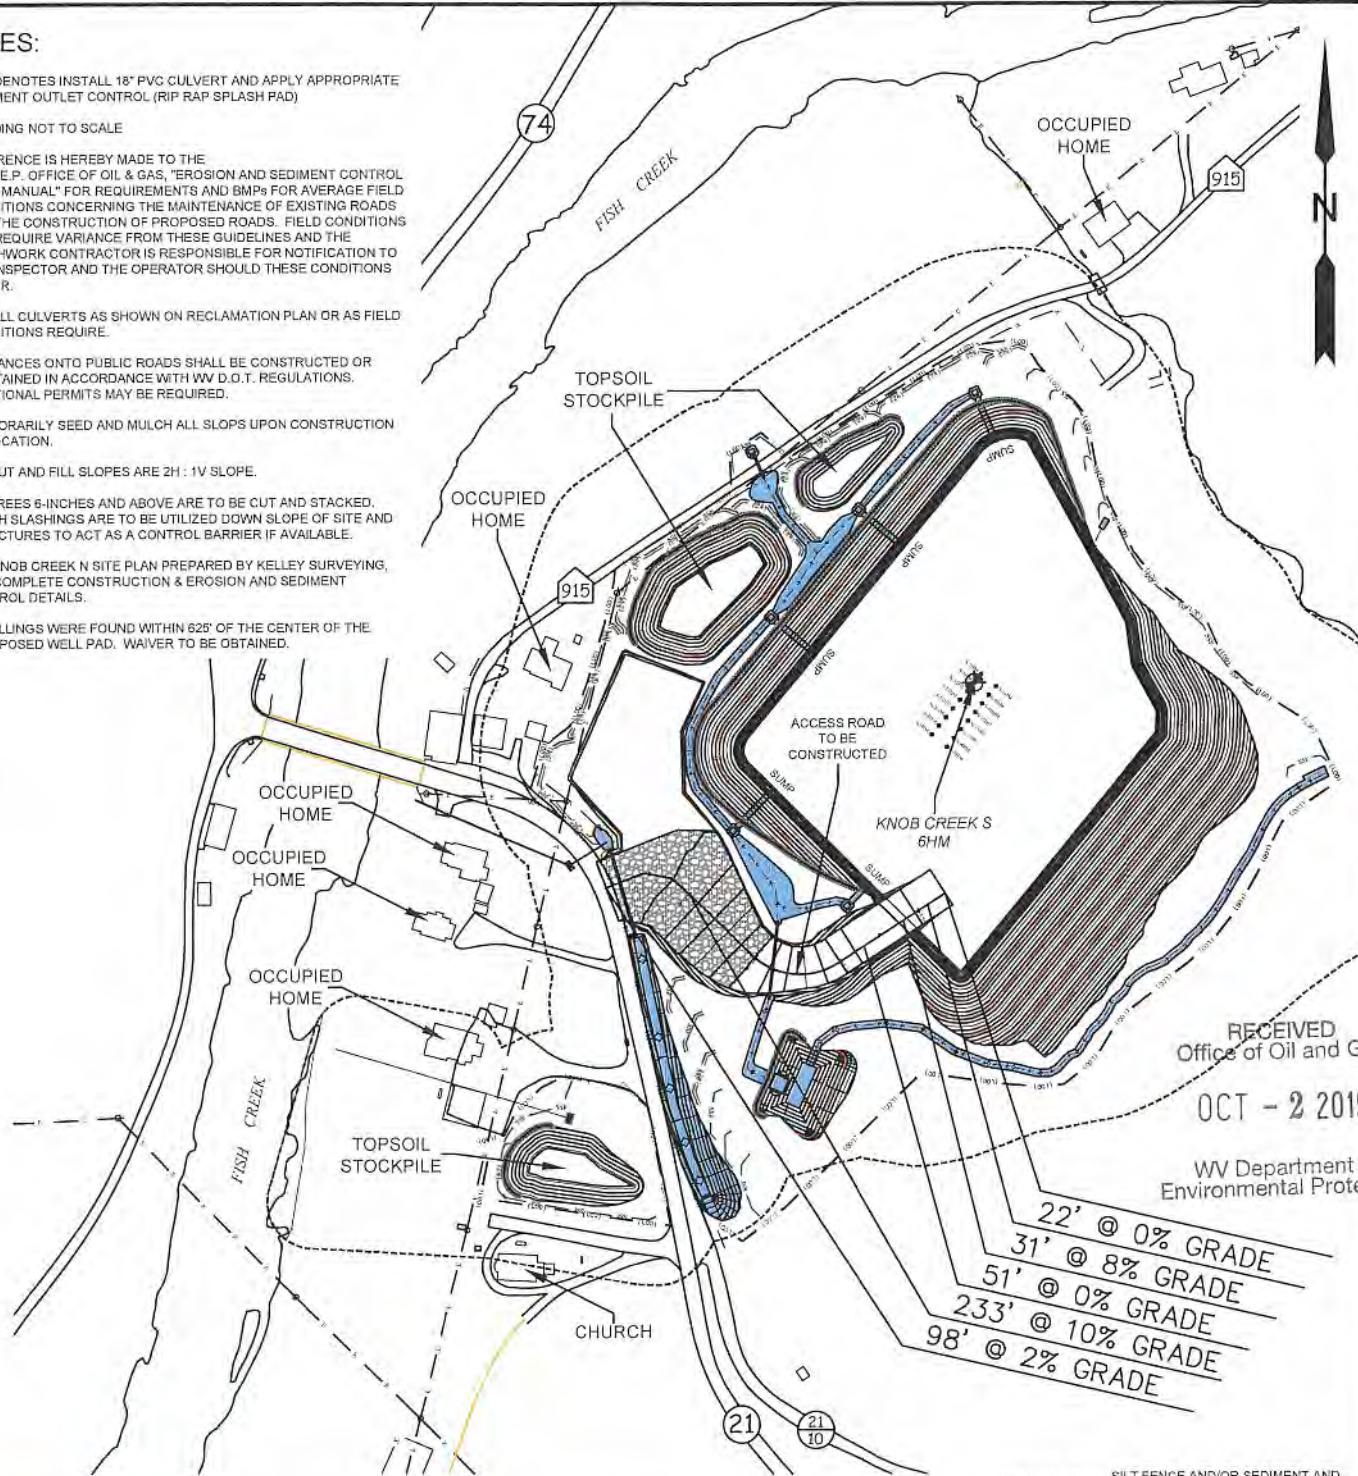 ES:
DENOTES INSTALL 18" PVC CULVERT AND APPLY APPROPRIATE
MENT OUTLET CONTROL (RIP RAP SPLASH PAD)
ING NOT TO SCALE
RENCE IS HEREBY MADE TO THE
.E.P. OFFICE OF OIL & GAS, "EROSION AND SEDIMENT CONTROL
MANUAL" FOR REQUIREMENTS AND BMPs FOR AVERAGE FIELD
ITIONS CONCERNING THE MAINTENANCE OF EXISTING ROADS
THE CONSTRUCTION OF PROPOSED ROADS. FIELD CONDITIONS
REQUIRE VARIANCE FROM THESE GUIDELINES AND THE
HWORK CONTRACTOR IS RESPONSIBLE FOR NOTIFICATION TO
NSPECTOR AND THE OPERATOR SHOULD THESE CONDITIONS
R.
LL CULVERTS AS SHOWN ON RECLAMATION PLAN OR AS FIELD
ITIONS REQUIRE.
ANCES ONTO PUBLIC ROADS SHALL BE CONSTRUCTED OR
TAINED IN ACCORDANCE WITH WV D.O.T. REGULATIONS.
TIONAL PERMITS MAY BE REQUIRED.
ORARILY SEED AND MULCH ALL SLOPS UPON CONSTRUCTION
CATION.
UT AND FILL SLOPES ARE 2H : 1V SLOPE.
REES 6-INCHES AND ABOVE ARE TO BE CUT AND STACKED.
H SLASHINGS ARE TO BE UTILIZED DOWN SLOPE OF SITE AND
CTURES TO ACT AS A CONTROL BARRIER IF AVAILABLE.
NOB CREEK N SITE PLAN PREPARED BY KELLEY SURVEYING,
COMPLETE CONSTRUCTION & EROSION AND SEDIMENT
ROL DETAILS.
LLINGS WERE FOUND WITHIN 625' OF THE CENTER OF THE
POSED WELL PAD. WAIVER TO BE OBTAINED.
74
FISH CREEK
OCCUPIED
HOME
915
N
TOPSOIL
STOCKPILE
OCCUPIED
HOME
915
SUMP
SUMP
SUMP
ACCESS ROAD
TO BE
CONSTRUCTED
SUMP
KNOB CREEK S
6HM
SUMP
OCCUPIED
HOME
OCCUPIED
HOME
OCCUPIED
HOME
FISH CREEK
TOPSOIL
STOCKPILE
CHURCH
RECEIVED
Office of Oil and G
OCT - 2 201
WV Department
Environmental Prote
22' @ 0% GRADE
31' @ 8% GRADE
51' @ 0% GRADE
233' @ 10% GRADE
98' @ 2% GRADE
21
21
10
SILT FENCE AND/OR SEDIMENT AND